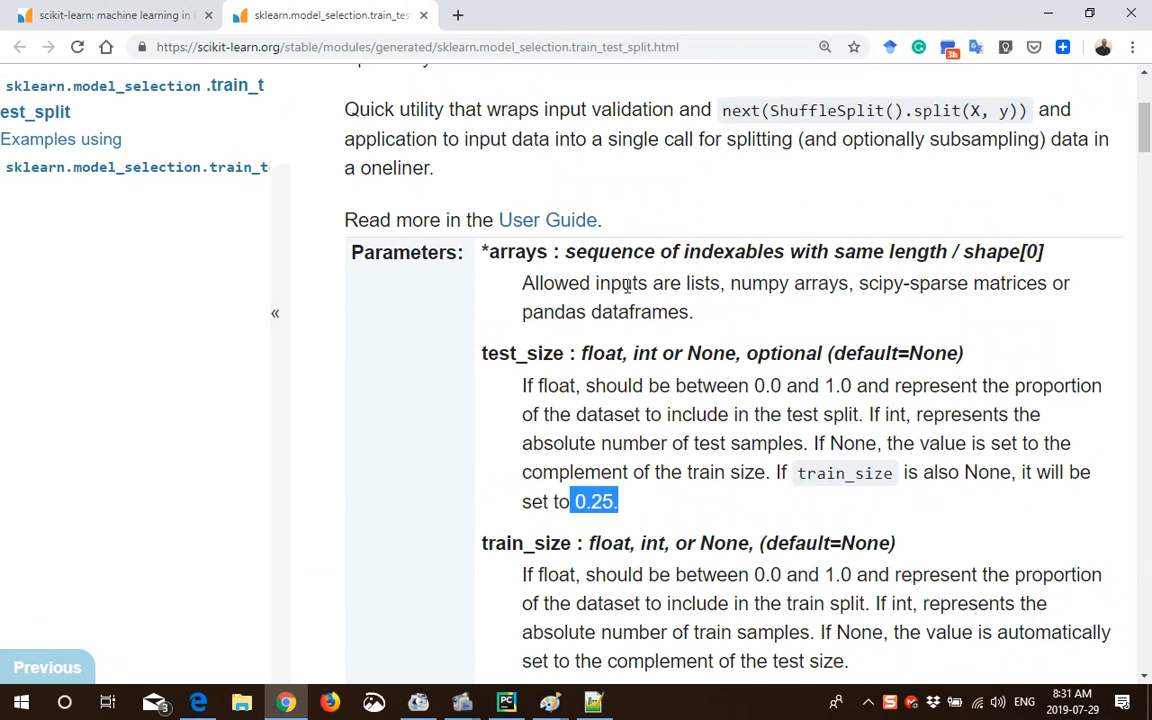 scikit-learn: machine learning in
sklearn.model_selection.train_tes
https://scikit-learn.org/stable/modules/generated/sklearn.model_selection.train_test_split.html
3h
sklearn.model_selection .train_t
est_split
Examples using
sklearn.model_selection.train_t
«
Quick utility that wraps input validation and next(ShuffleSplit().split(X, y)) and
application to input data into a single call for splitting (and optionally subsampling) data in
a oneliner.
Read more in the User Guide.
Parameters:
*arrays : sequence of indexables with same length / shape[0]
Allowed inputs are lists, numpy arrays, scipy-sparse matrices or
pandas dataframes.
test_size : float, int or None, optional (default=None)
If float, should be between 0.0 and 1.0 and represent the proportion
of the dataset to include in the test split. If int, represents the
absolute number of test samples. If None, the value is set to the
complement of the train size. If train_size is also None, it will be
set to 0.25.
train_size : float, int, or None, (default=None)
If float, should be between 0.0 and 1.0 and represent the proportion
of the dataset to include in the train split. If int, represents the
absolute number of train samples. If None, the value is automatically
set to the complement of the test size.
Previous
3
PC
ENG
8:31 AM
2019-07-29